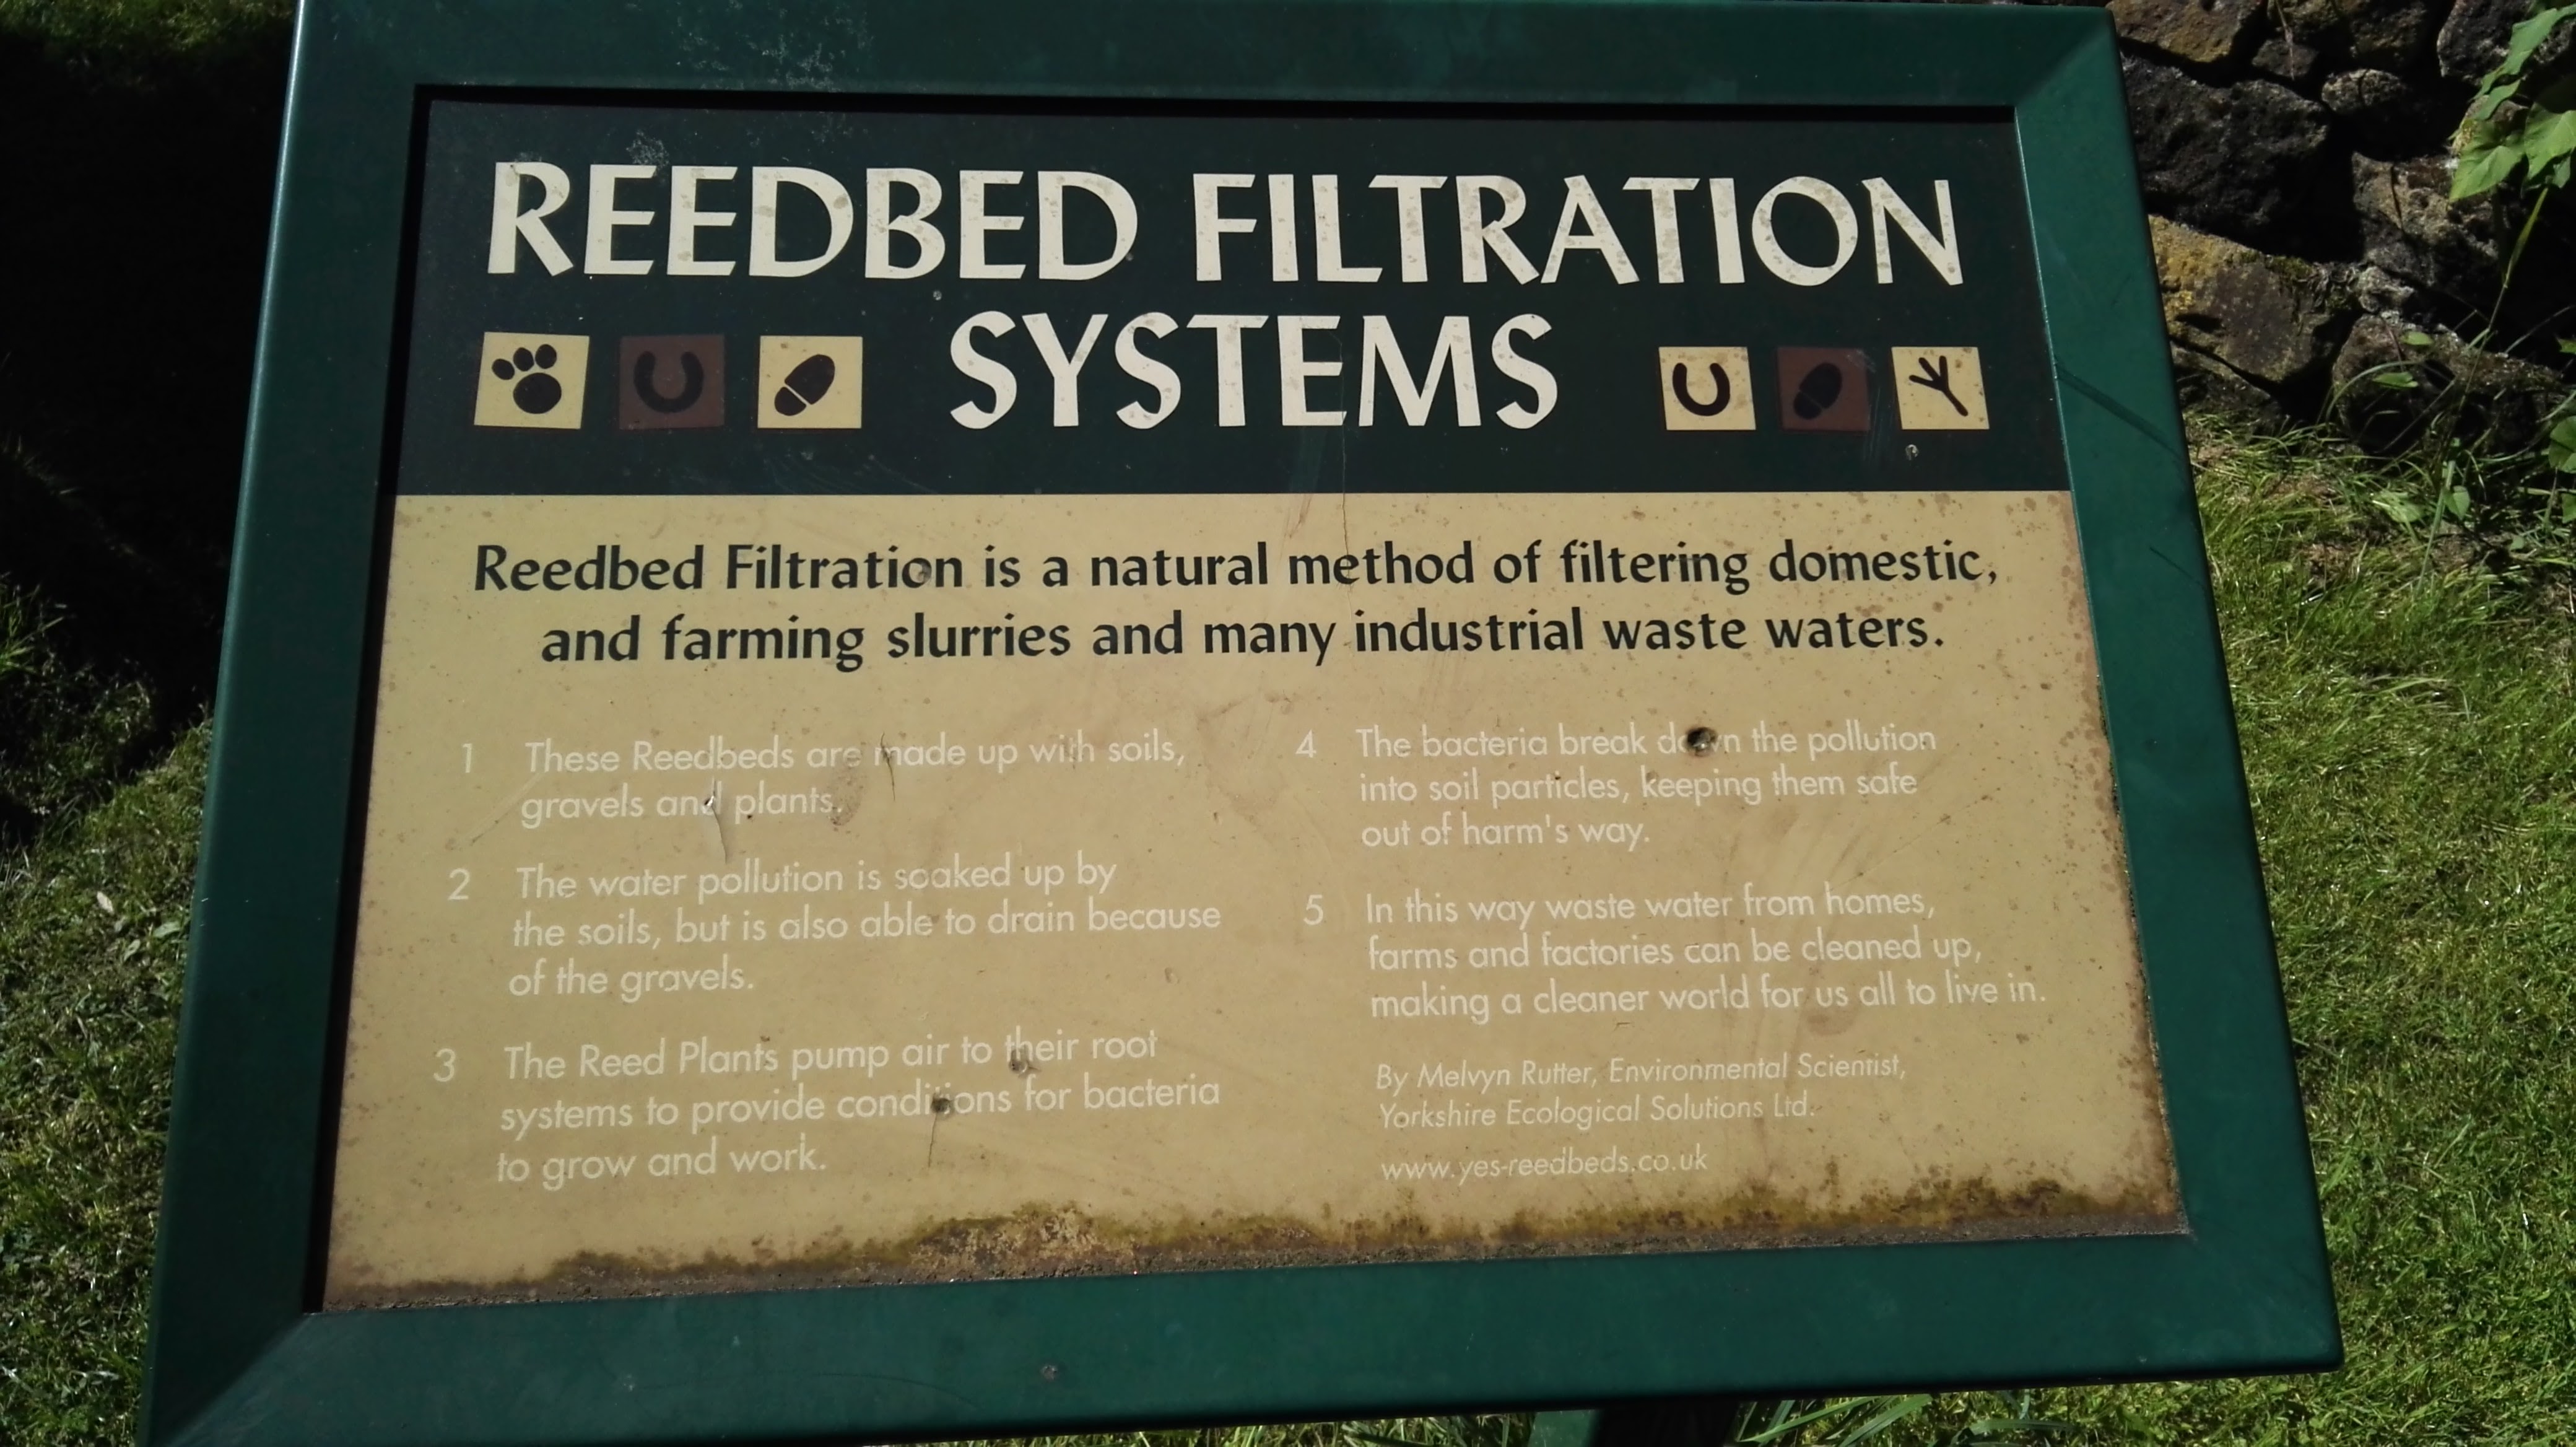 REEDBED FILTRATION
SYSTEMS
Reedbed Filtration is a natural method of filtering domestic,
and farming slurries and many industrial waste waters.
1 These Reedbeds are made up with soils,
gravels and plants.
2 The water pollution is soaked up by
the soils, but is also able to drain because
of the gravels.
3 The Reed Plants pump air to their root
systems to provide conditions for bacteria
to grow and work.
4 The bacteria break down the pollution
into soil particles, keeping them safe
out of harm's way.
5 In this way waste water from homes,
farms and factories can be cleaned up,
making a cleaner world for us all to live in.
By Melvyn Rutter, Environmental Scientist,
Yorkshire Ecological Solutions Ltd.
www.yes-reedbeds.co.uk